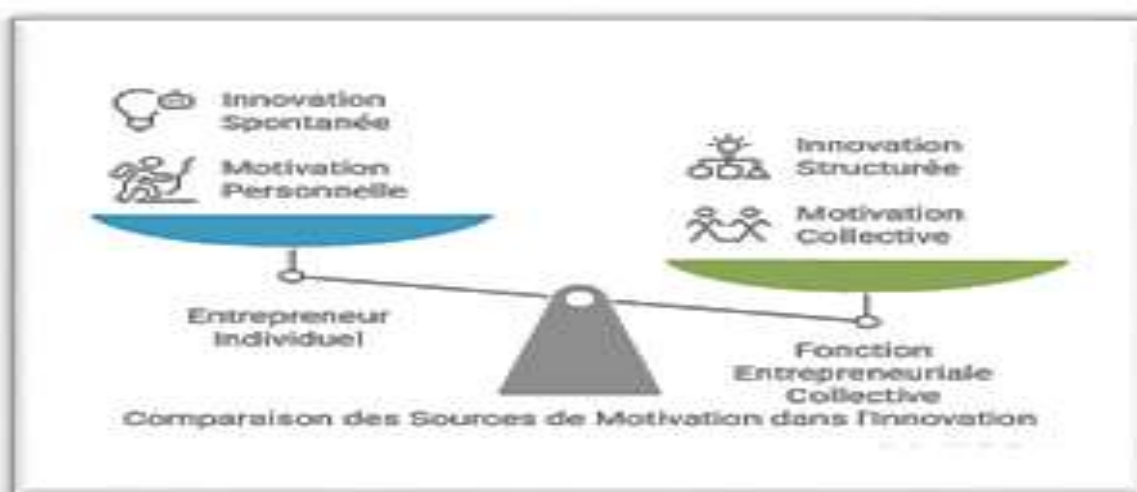 Innovation
Spontanée
Motivation
Personnelle
Innovation
Structurée
Motivation
Collective
Entrepreneur
Individuel
Fonction
Entrepreneuriale
Collective
Comparaison des Sources de Motivation dans l'Innovation